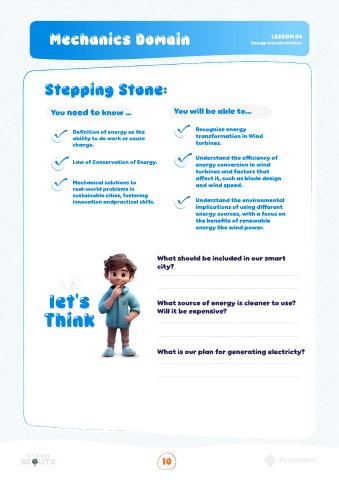 Mechanics Domain
LESSON 04
Energy transformation.
Stepping Stone:
You need to know ...
Definition of energy as the
ability to do work or cause
change.
Law of Conservation of Energy.
Mechanical solutions to
real-world problems in
sustainable cities, fostering
innovation andpractical skills.
You will be able to...
Recognize energy
transformation in Wind
turbines.
Understand the efficiency of
energy conversion in wind
turbines and factors that
affect it, such as blade design
and wind speed.
Understand the environmental
implications of using different
energy sources, with a focus on
the benefits of renewable
energy like wind power.
let's
Think
What should be included in our smart
city?
What source of energy is cleaner to use?
Will it be expensive?
What is our plan for generating electricty?
SCOUTS
10
Pyramakerz